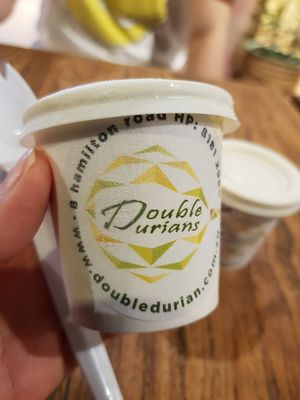 8 hamilton road HP: 8181
Double
Durians
www.doubledurian.com.